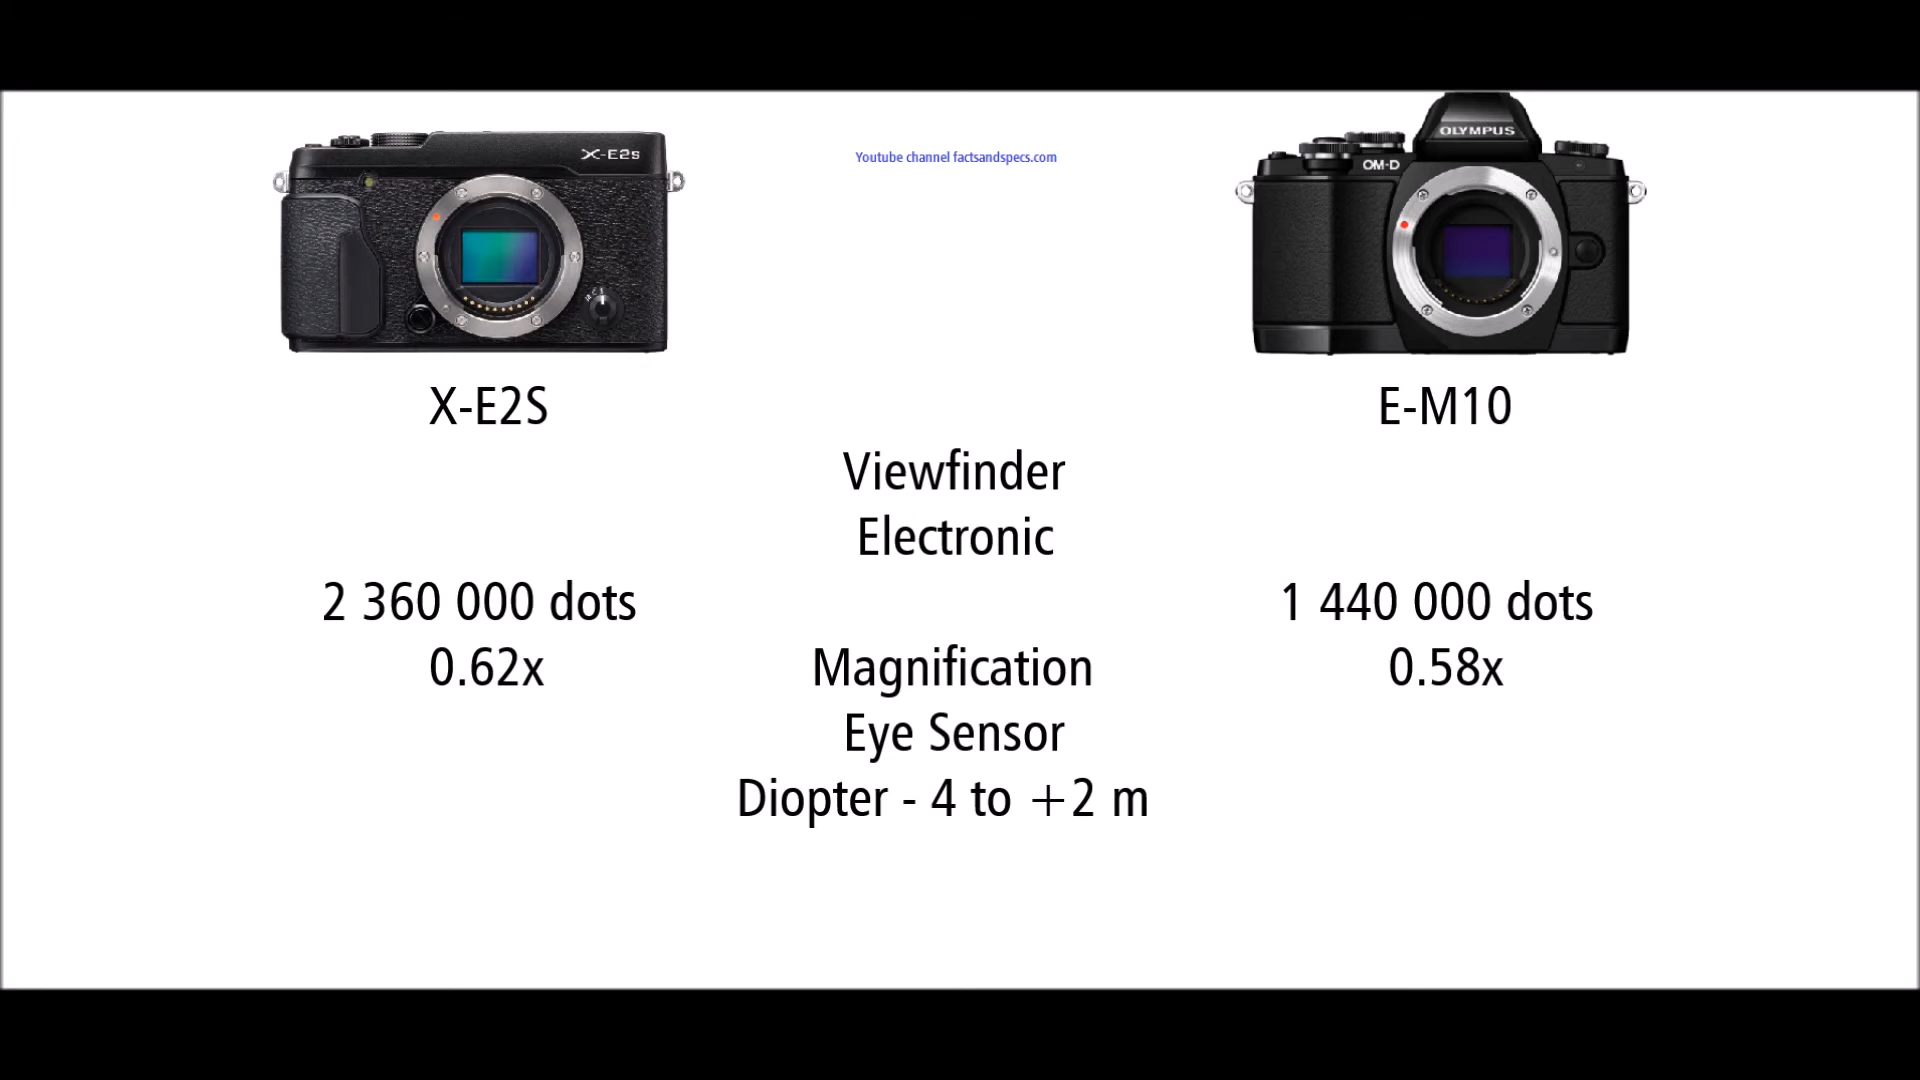 OLYMPUS
X-E2s
Youtube channel factsandspecs.com
OM-D
X-E2S
E-M10
Viewfinder
Electronic
2 360 000 dots
1 440 000 dots
0.62x
Magnification
0.58x
Eye Sensor
Diopter - 4 to +2 m